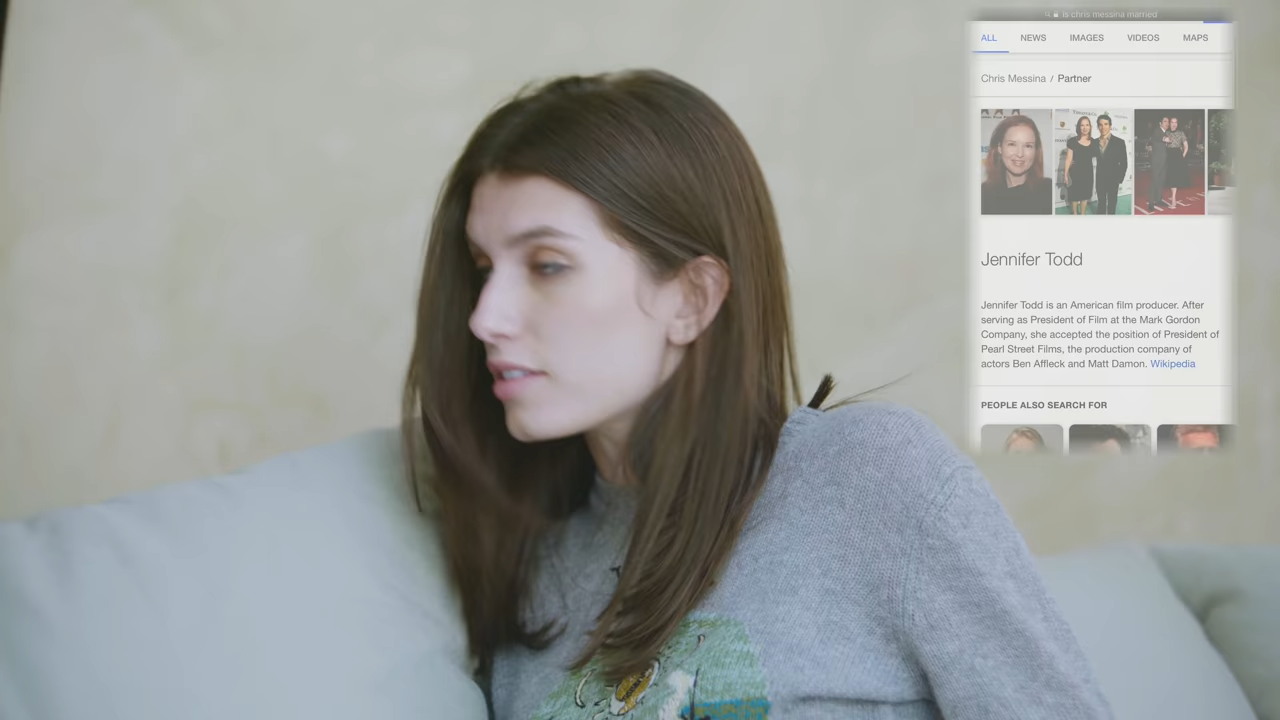 is chris messina married
ALL NEWS IMAGES VIDEOS MAPS
Chris Messina / Partner
Jennifer Todd
Jennifer Todd is an American film producer. After
serving as President of Film at the Mark Gordon
Company, she accepted the position of President of
Pearl Street Films, the production company of
actors Ben Affleck and Matt Damon. Wikipedia
PEOPLE ALSO SEARCH FOR